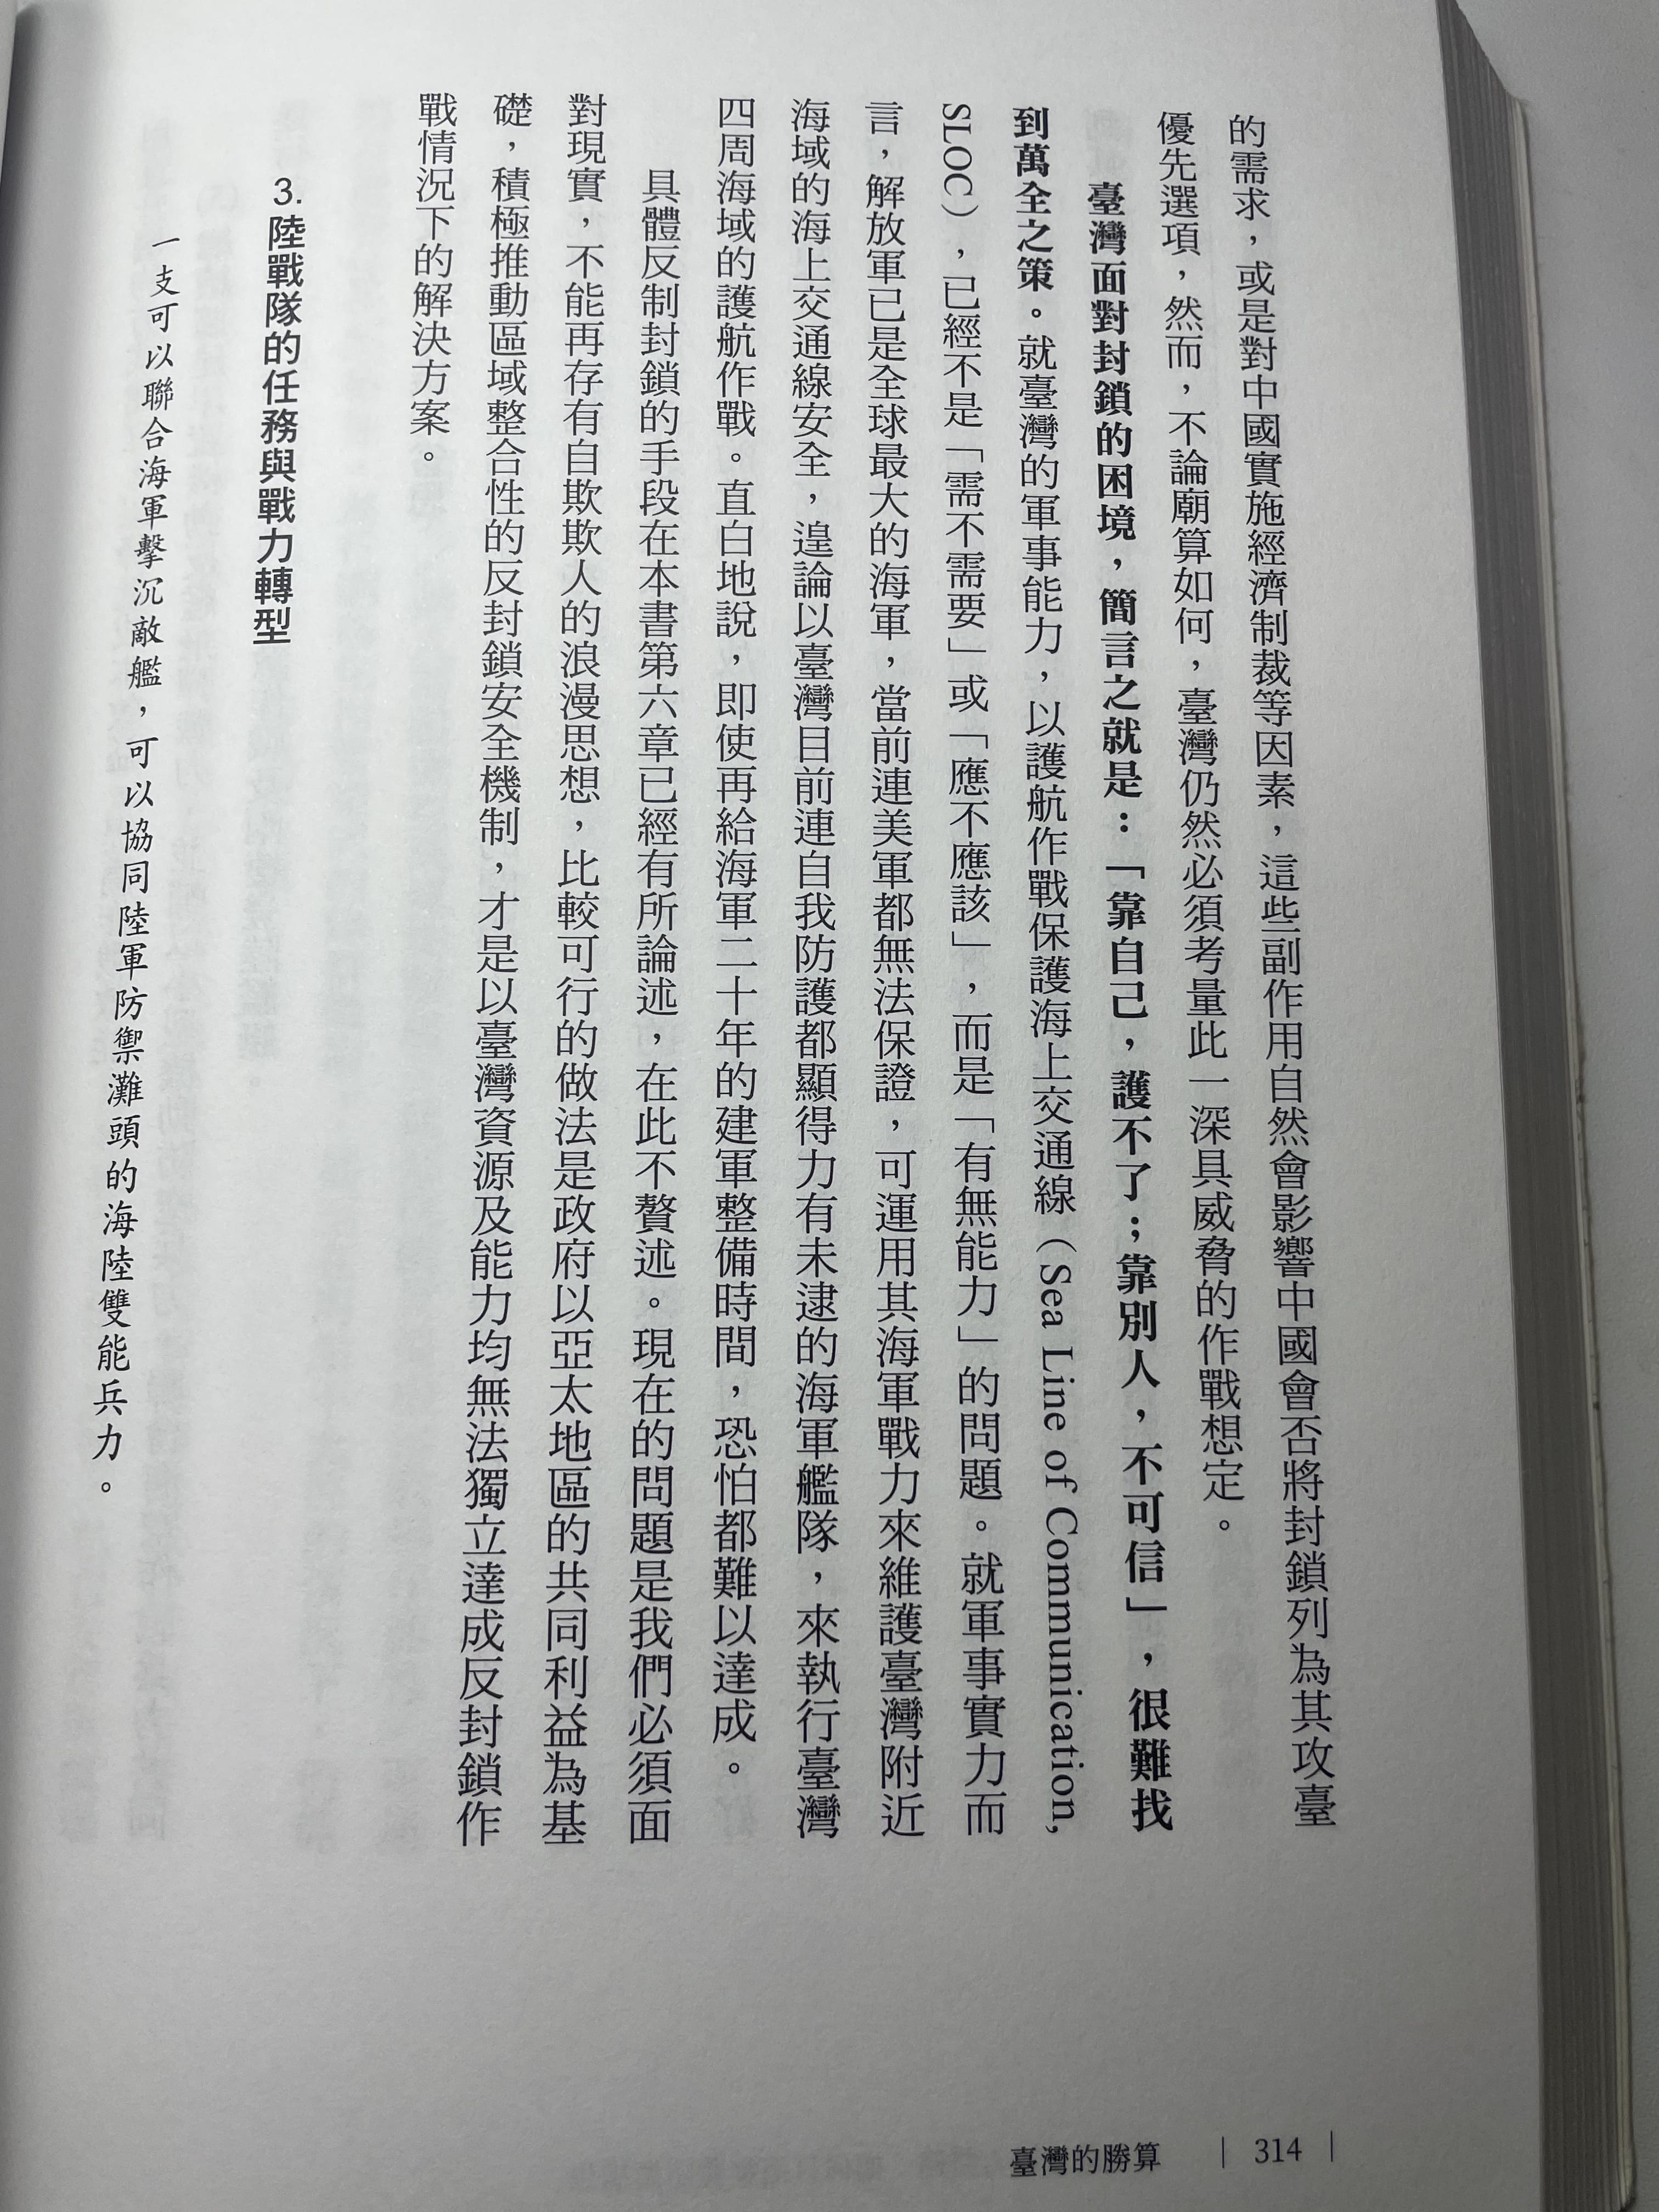 的需求，或是對中國實施經濟制裁等因素，這些副作用自然會影響中國會否將封鎖列為其攻臺
優先選項，然而，不論廟算如何，臺灣仍然必須考量此一深具威脅的作戰想定。
臺灣面對封鎖的困境，簡言之就是：「靠自己，護不了；靠別人，不可信」，很難找
到萬全之策。就臺灣的軍事能力，以護航作戰保護海上交通線（Sea Line of Communication,
SLOC），已經不是「需不需要」或「應不應該」，而是「有無能力」的問題。就軍事實力而
言，解放軍已是全球最大的海軍，當前連美軍都無法保證，可運用其海軍戰力來維護臺灣附近
海域的海上交通線安全，遑論以臺灣目前連自我防護都顯得力有未逮的海軍艦隊，來執行臺灣
四周海域的護航作戰。直白地說，即使再給海軍二十年的建軍整備時間，恐怕都難以達成。
具體反制封鎖的手段在本書第六章已經有所論述，在此不贅述。現在的問題是我們必須面
對現實，不能再存有自欺欺人的浪漫思想，比較可行的做法是政府以亞太地區的共同利益為基
礎，積極推動區域整合性的反封鎖安全機制，才是以臺灣資源及能力均無法獨立達成反封鎖作
戰情況下的解決方案。
3. 陸戰隊的任務與戰力轉型
一支可以聯合海軍擊沉敵艦，可以協同陸軍防禦灘頭的海陸雙能兵力。
臺灣的勝算 ｜ 314 ｜